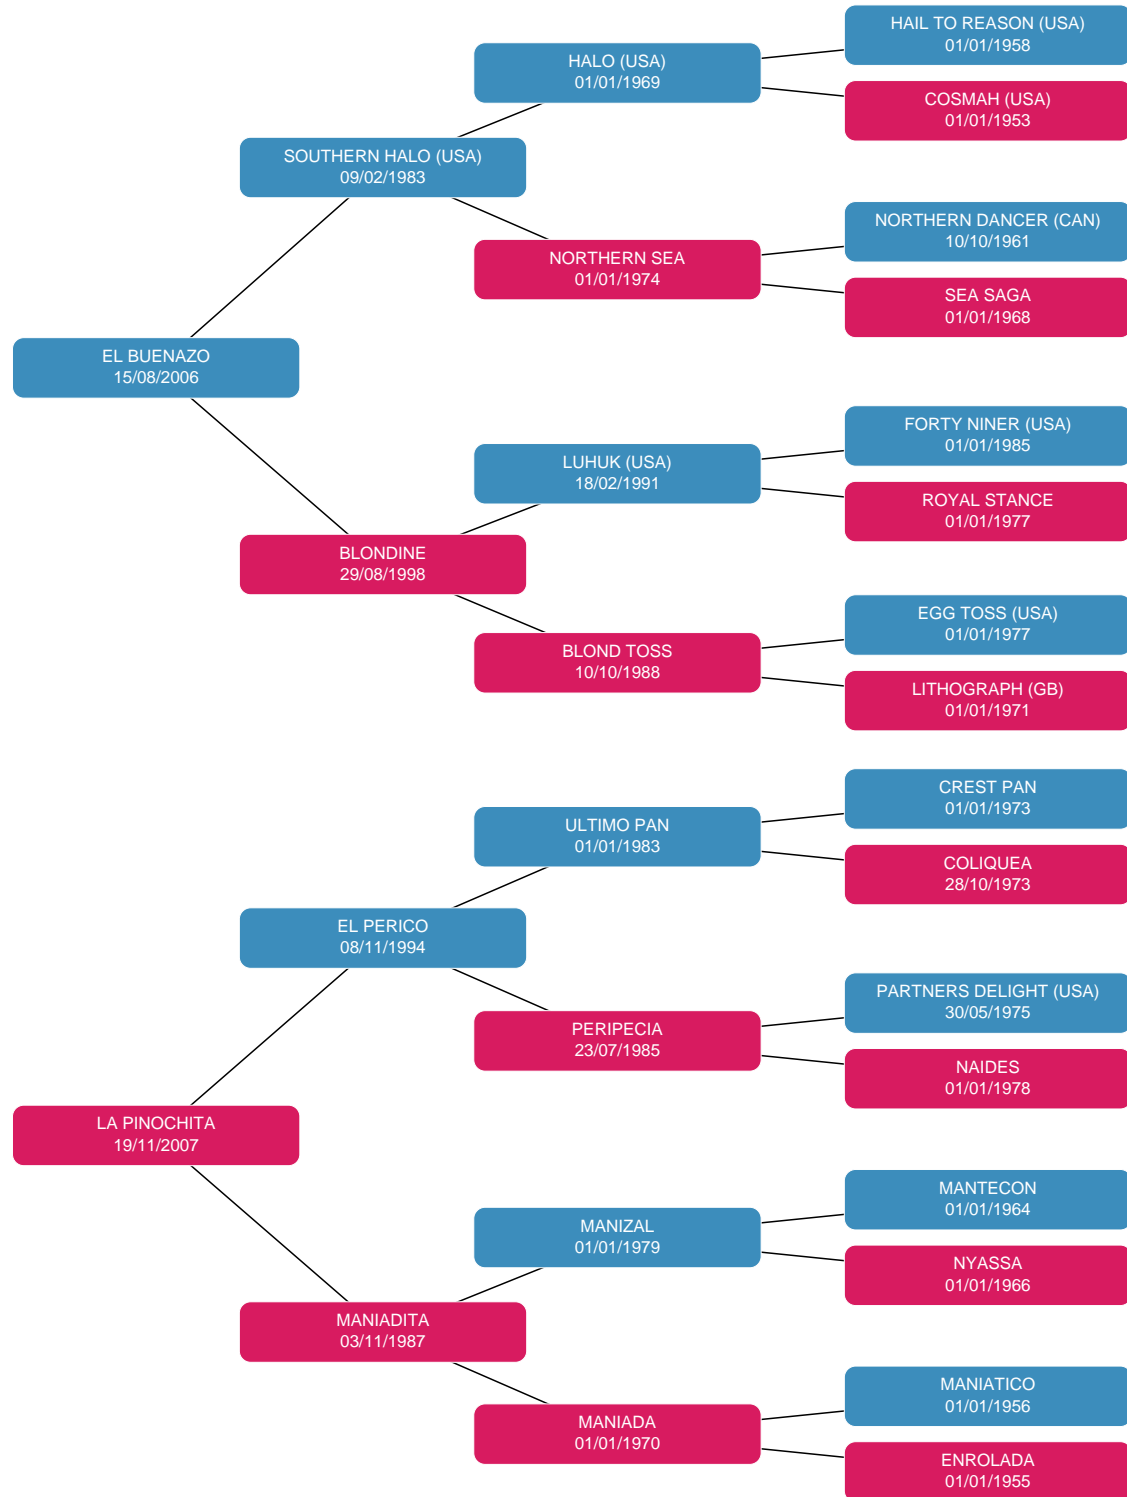 HAIL TO REASON (USA)
01/01/1958
HALO (USA)
01/01/1969
COSMAH (USA)
01/01/1953
SOUTHERN HALO (USA)
09/02/1983
NORTHERN DANCER (CAN)
10/10/1961
NORTHERN SEA
01/01/1974
SEA SAGA
01/01/1968
EL BUENAZO
15/08/2006
FORTY NINER (USA)
01/01/1985
LUHUK (USA)
18/02/1991
ROYAL STANCE
01/01/1977
BLONDINE
29/08/1998
EGG TOSS (USA)
01/01/1977
BLOND TOSS
10/10/1988
LITHOGRAPH (GB)
01/01/1971
CREST PAN
01/01/1973
ULTIMO PAN
01/01/1983
COLIQUEA
28/10/1973
EL PERICO
08/11/1994
PARTNERS DELIGHT (USA)
30/05/1975
PERIPECIA
23/07/1985
NAIDES
01/01/1978
LA PINOCHITA
19/11/2007
MANTECON
01/01/1964
MANIZAL
01/01/1979
NYASSA
01/01/1966
MANIADITA
03/11/1987
MANIATICO
01/01/1956
MANIADA
01/01/1970
ENROLADA
01/01/1955